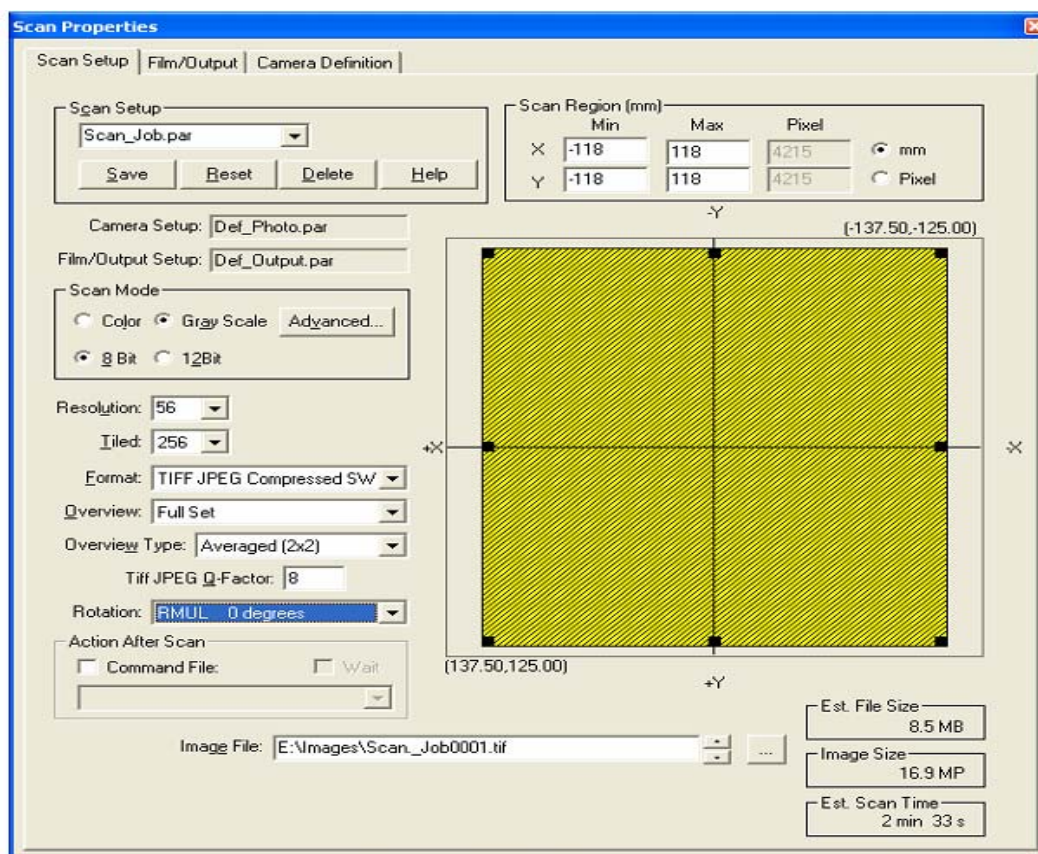 Scan Properties
Scan Setup Film/Output Camera Definition
Scan Setup
Scan_Job.par
Save Reset Delete Help
Scan Region (mm)
Min Max Pixel
X -118 118 4215 mm
Y -118 118 4215 Pixel
Camera Setup: Def_Photo.par
Film/Output Setup: Def_Output.par
Scan Mode
Color Gray Scale Advanced...
8 Bit 12Bit
Resolution: 56
Tiled: 256
Format: TIFF JPEG Compressed SW
Overview: Full Set
Overview Type: Averaged (2x2)
Tiff JPEG Q-Factor: 8
Rotation: RMUL 0 degrees
Action After Scan
Command File: Wait
-Y
(-137.50,-125.00)
+X -X
(137.50,125.00)
+Y
Est. File Size
8.5 MB
Image File: E:\Images\Scan._Job0001.tif ...
Image Size
16.9 MP
Est. Scan Time
2 min 33 s